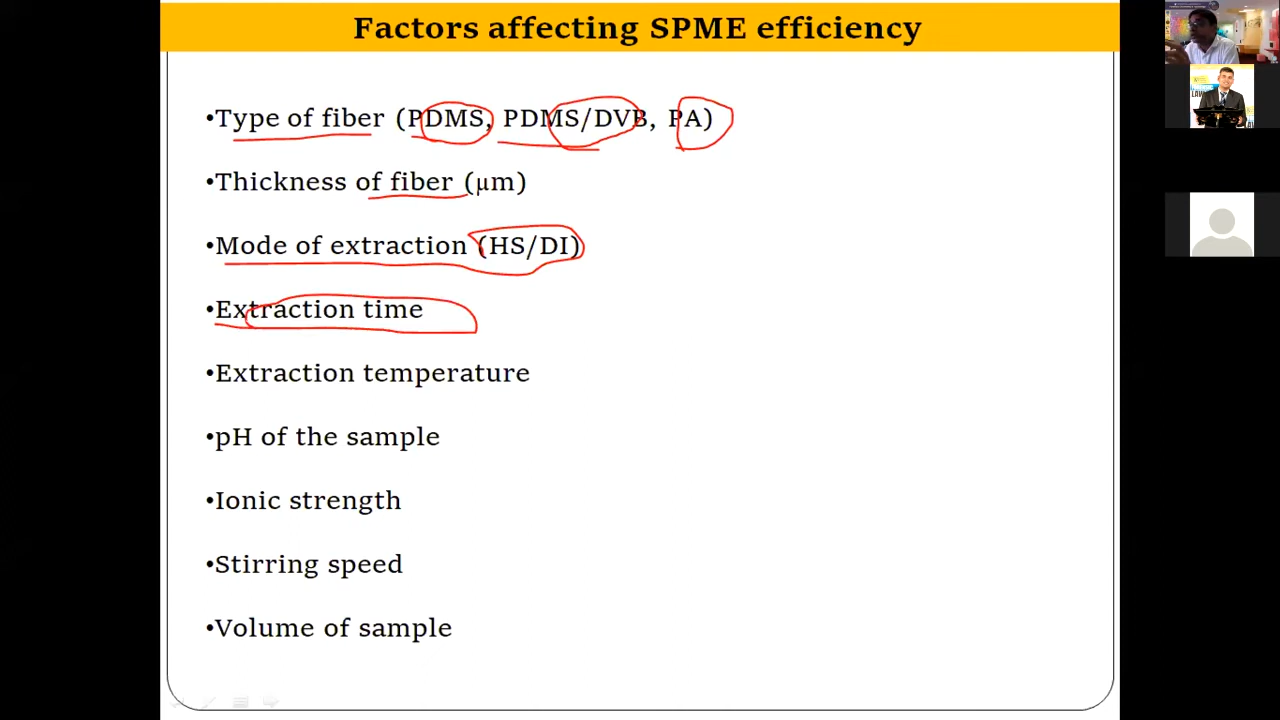 Factors affecting SPME efficiency
•Type of fiber (PDMS, PDMS/DVB, PA)
•Thickness of fiber (µm)
•Mode of extraction (HS/DI)
•Extraction time
•Extraction temperature
•pH of the sample
•Ionic strength
•Stirring speed
•Volume of sample